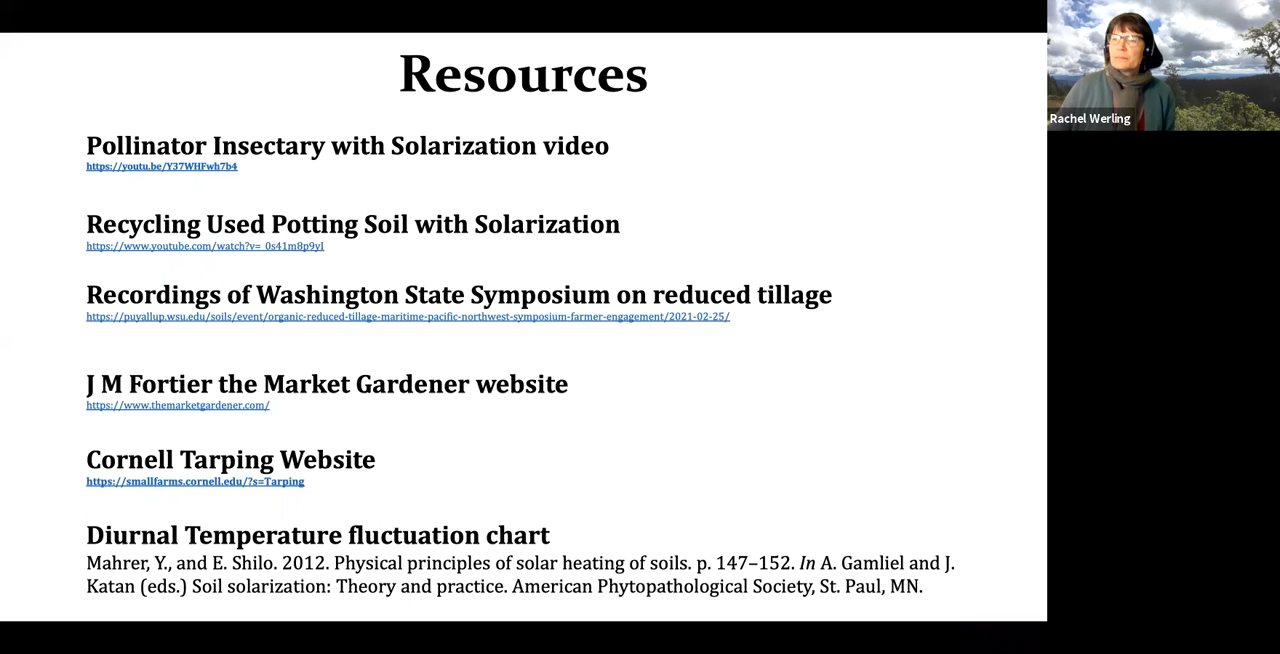 Resources
Pollinator Insectary with Solarization video
https://youtu.be/Y37WHFwh7b4
Recycling Used Potting Soil with Solarization
https://www.youtube.com/watch?v=_0s41m8p9yI
Recordings of Washington State Symposium on reduced tillage
https://puyallup.wsu.edu/soils/event/organic-reduced-tillage-maritime-pacific-northwest-symposium-farmer-engagement/2021-02-25/
J M Fortier the Market Gardener website
https://www.themarketgardener.com/
Cornell Tarping Website
https://smallfarms.cornell.edu/?s=Tarping
Diurnal Temperature fluctuation chart
Mahrer, Y., and E. Shilo. 2012. Physical principles of solar heating of soils. p. 147–152. In A. Gamliel and J.
Katan (eds.) Soil solarization: Theory and practice. American Phytopathological Society, St. Paul, MN.
Rachel Werling